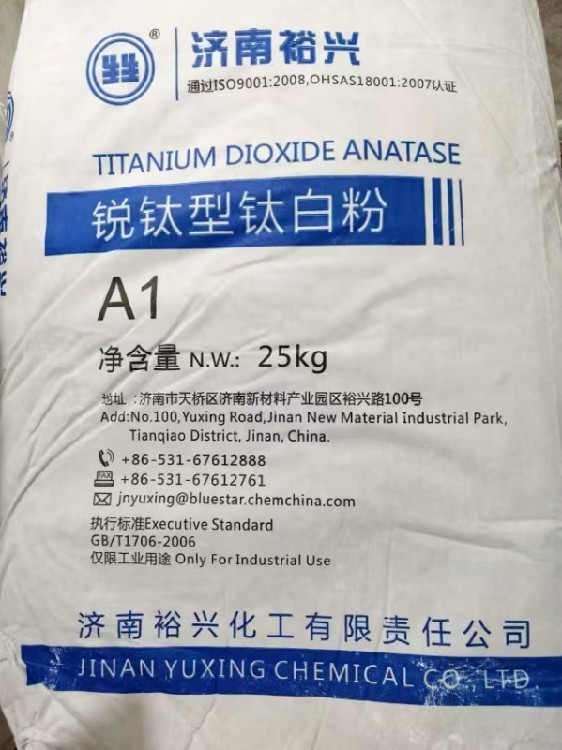 ®
济南裕兴
通过ISO9001:2008,OHSAS18001:2007认证
TITANIUM DIOXIDE ANATASE
锐钛型钛白粉
A1
净含量 N.W.: 25kg
地址 :济南市天桥区济南新材料产业园区裕兴路100号
Add:No.100,Yuxing Road,Jinan New Material Industrial Park,
Tianqiao District, Jinan, China.
+86-531-67612888
FAX +86-531-67612761
jnyuxing@bluestar.chemchina.com
执行标准Executive Standard
GB/T1706-2006
仅限工业用途 Only For Industrial Use
济南裕兴化工有限责任公司
JINAN YUXING CHEMICAL CO.,LTD